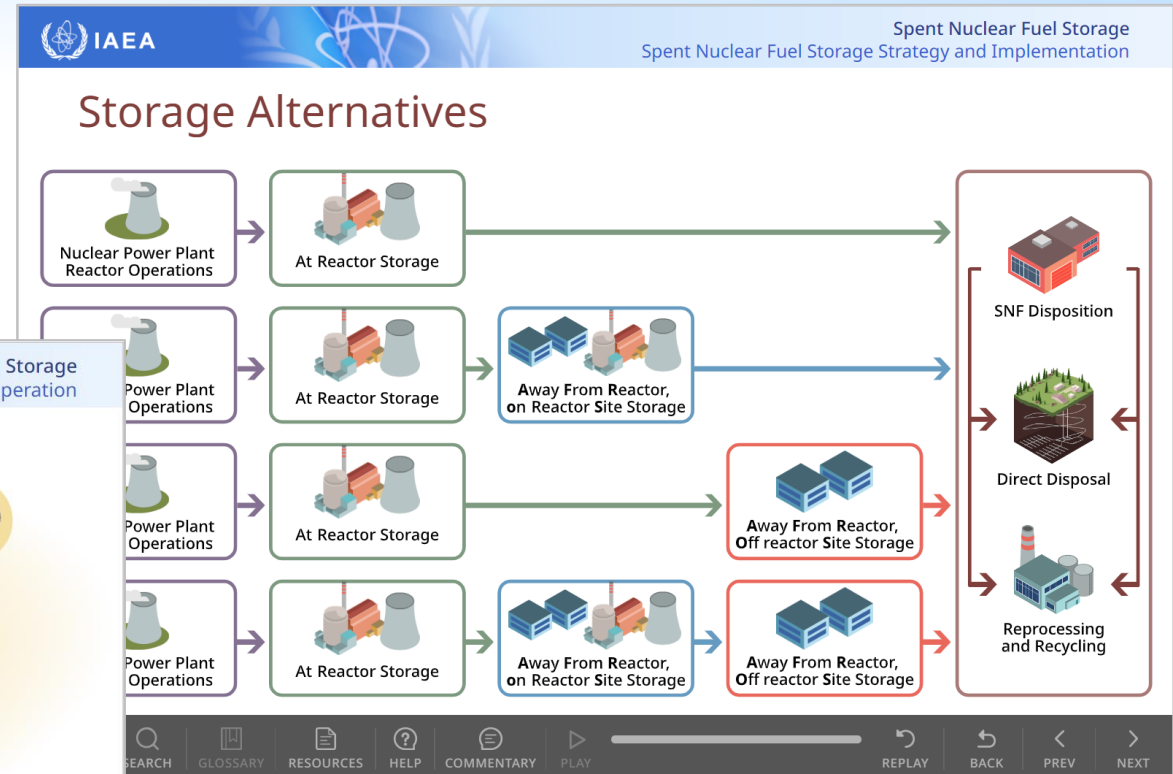 IAEA
Spent Nuclear Fuel Storage
Spent Nuclear Fuel Storage Strategy and Implementation
Storage Alternatives
Nuclear Power Plant
Reactor Operations
At Reactor Storage
SNF Disposition
Direct Disposal
Reprocessing
and Recycling
Power Plant
Operations
At Reactor Storage
Away From Reactor,
on Reactor Site Storage
Storage
peration
Power Plant
Operations
At Reactor Storage
Away From Reactor,
Off reactor Site Storage
Power Plant
Operations
At Reactor Storage
Away From Reactor,
on Reactor Site Storage
Away From Reactor,
Off reactor Site Storage
SEARCH
GLOSSARY
RESOURCES
HELP
COMMENTARY
PLAY
REPLAY
BACK
PREV
NEXT